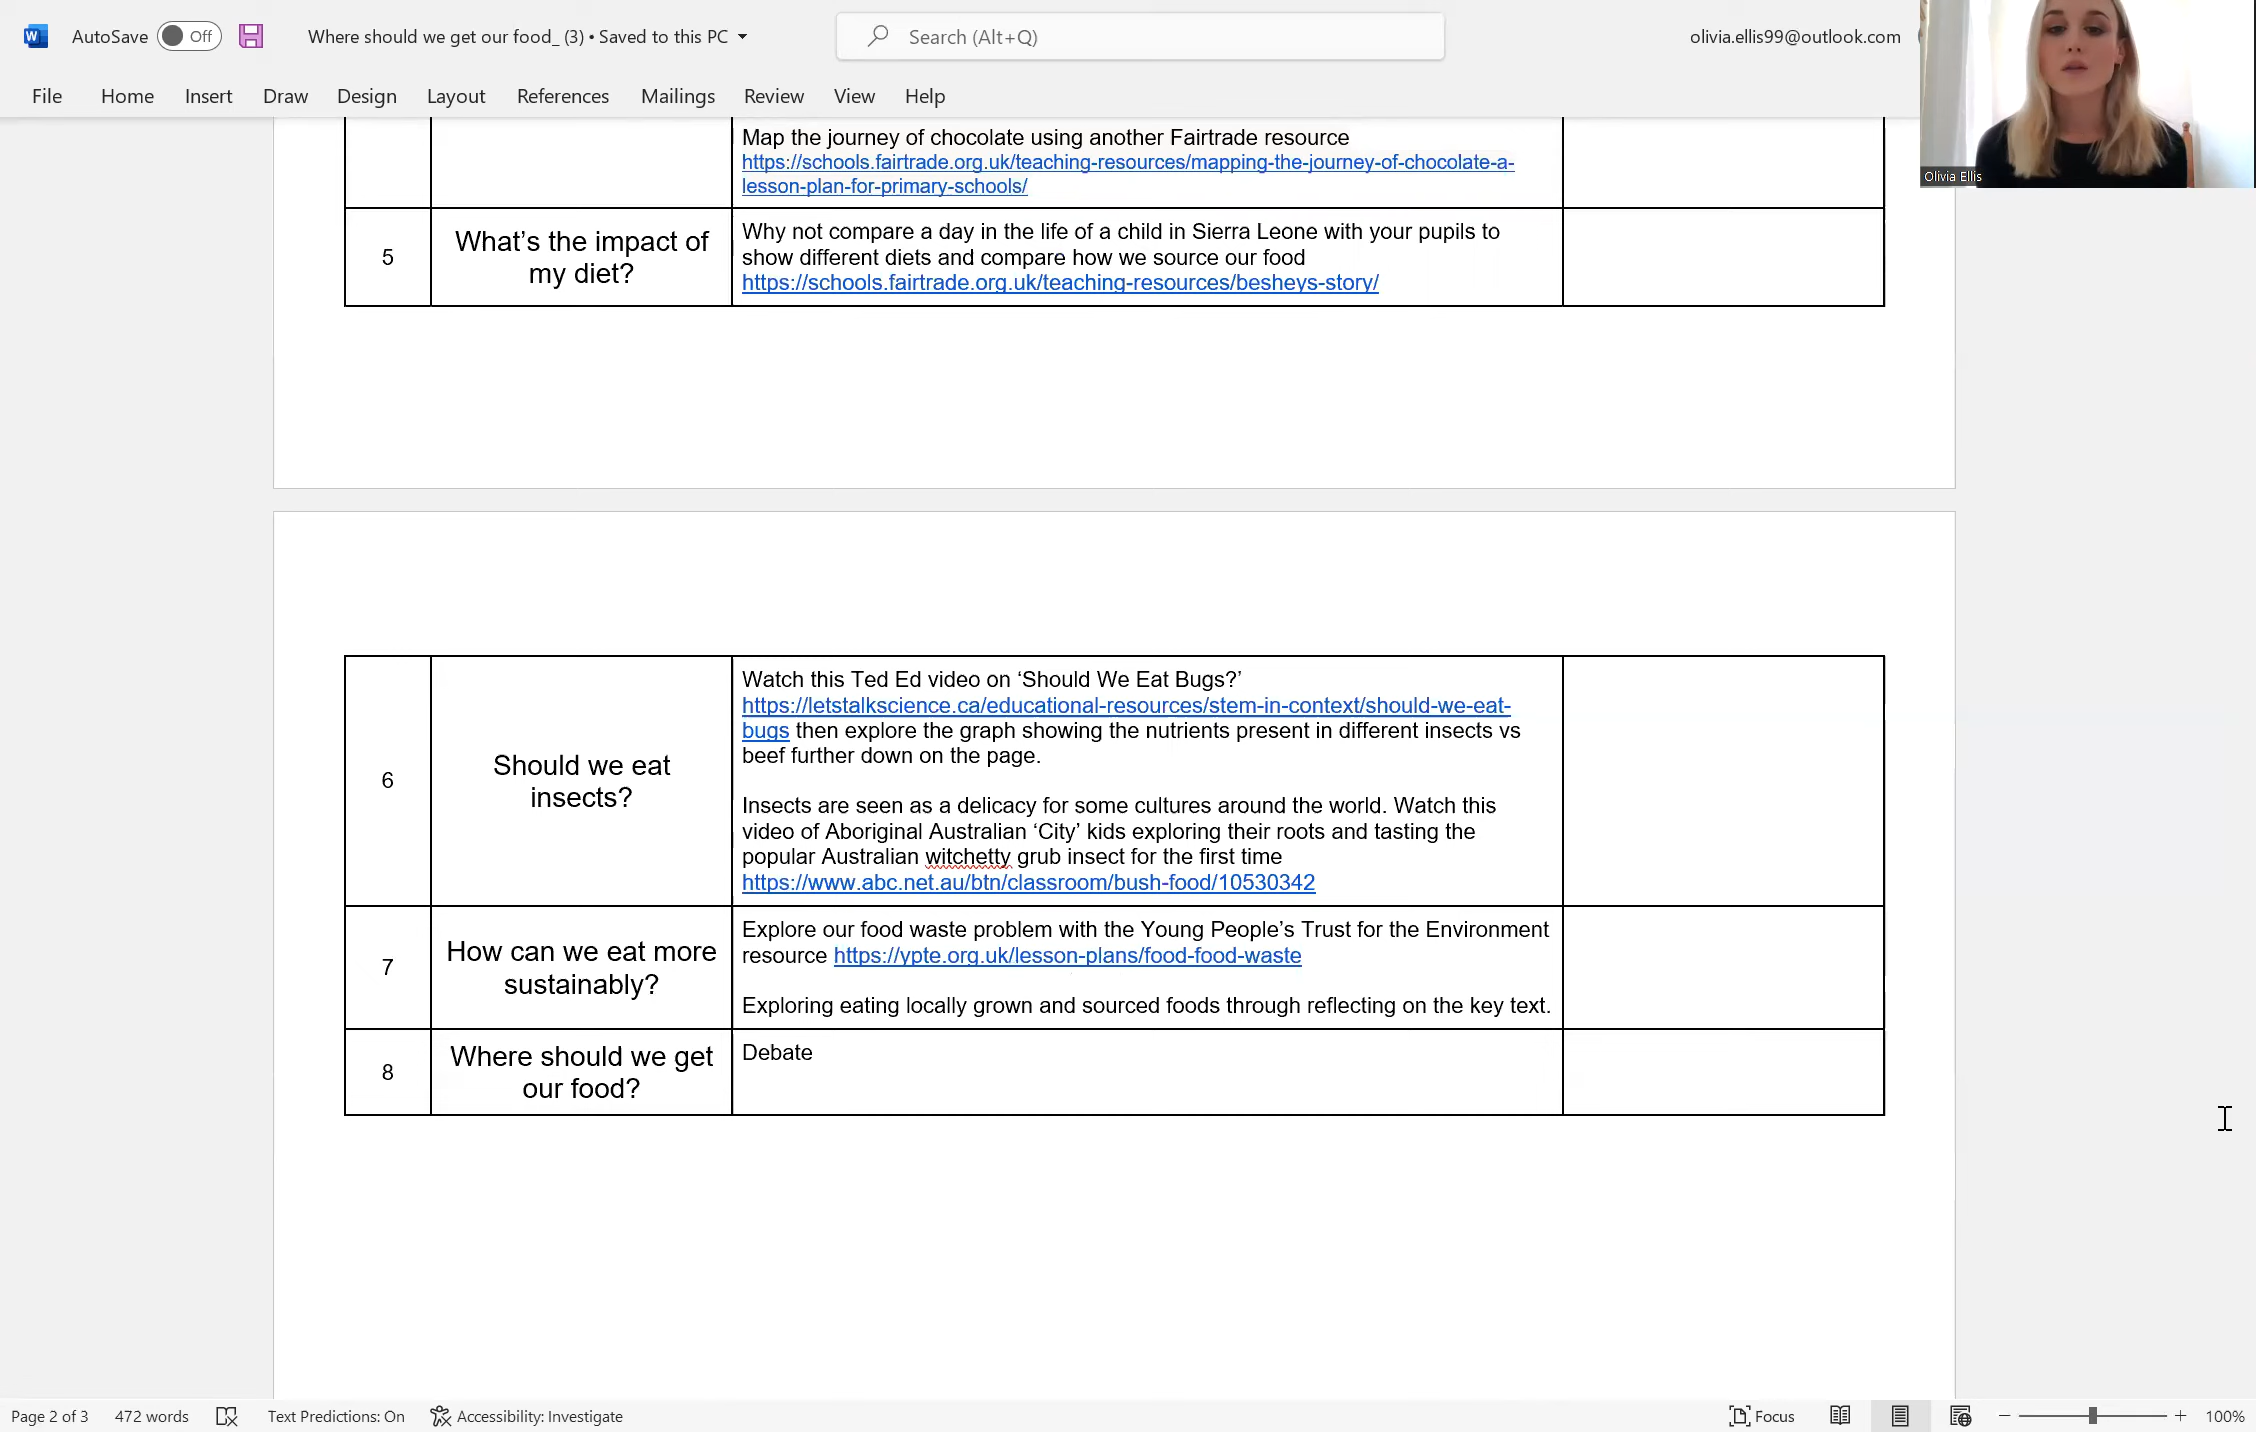 AutoSave Off Where should we get our food_ (3) • Saved to this PC Search (Alt+Q) olivia.ellis99@outlook.com
File Home Insert Draw Design Layout References Mailings Review View Help
Olivia Ellis
Map the journey of chocolate using another Fairtrade resource
https://schools.fairtrade.org.uk/teaching-resources/mapping-the-journey-of-chocolate-a-
lesson-plan-for-primary-schools/
5
What’s the impact of
my diet?
Why not compare a day in the life of a child in Sierra Leone with your pupils to
show different diets and compare how we source our food
https://schools.fairtrade.org.uk/teaching-resources/besheys-story/
6
Should we eat
insects?
Watch this Ted Ed video on ‘Should We Eat Bugs?’
https://letstalkscience.ca/educational-resources/stem-in-context/should-we-eat-
bugs then explore the graph showing the nutrients present in different insects vs
beef further down on the page.
Insects are seen as a delicacy for some cultures around the world. Watch this
video of Aboriginal Australian ‘City’ kids exploring their roots and tasting the
popular Australian witchetty grub insect for the first time
https://www.abc.net.au/btn/classroom/bush-food/10530342
7
How can we eat more
sustainably?
Explore our food waste problem with the Young People’s Trust for the Environment
resource https://ypte.org.uk/lesson-plans/food-food-waste
Exploring eating locally grown and sourced foods through reflecting on the key text.
8
Where should we get
our food?
Debate
Page 2 of 3 472 words Text Predictions: On Accessibility: Investigate Focus 100%